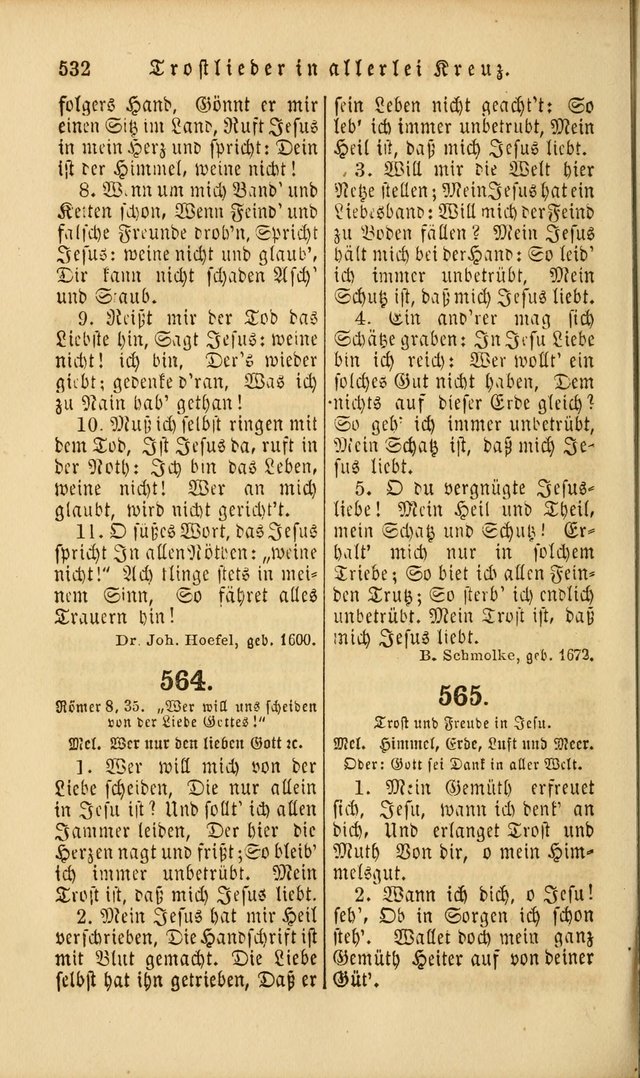 532 Trostlieder in allerlei Kreuz.
folgers Hand, Gönnt er mir
einen Sitz im Land, Ruft Jesus
in mein Herz und spricht: Dein
ist der Himmel, weine nicht!
8. Wenn um mich Band' und
Ketten schon, Wenn Feind' und
falsche Freunde droh'n, Spricht
Jesus: weine nicht und glaub',
Dir kann nicht schaden Asch'
und Staub.
9. Reißt mir der Tod das
Liebste hin, Sagt Jesus: weine
nicht! ich bin, Der's wieder
giebt; gedenke d'ran, Was ich
zu Nain hab' gethan!
10. Muß ich selbst ringen mit
dem Tod, Ist Jesus da, ruft in
der Noth: Ich bin das Leben,
weine nicht! Wer an mich
glaubt, wird nicht gericht't.
11. O süßes Wort, das Jesus
spricht In allen Nöthen: „weine
nicht!“ Ach klinge stets in mei-
nem Sinn, So fähret alles
Trauern hin!
Dr. Joh. Hoefel, geb. 1600.
564.
Römer 8, 35. „Wer will uns scheiden
von der Liebe Gottes!“
Mel. Wer nur den lieben Gott ꝛc.
1. Wer will mich von der
Liebe scheiden, Die nur allein
in Jesu ist? Und sollt' ich allen
Jammer leiden, Der hier die
Herzen nagt und frißt; So bleib'
ich immer unbetrübt. Mein
Trost ist, daß mich Jesus liebt.
2. Mein Jesus hat mir Heil
verschrieben, Die Handschrift ist
mit Blut gemacht. Die Liebe
selbst hat ihn getrieben, Daß er
sein Leben nicht geacht't: So
leb' ich immer unbetrübt, Mein
Heil ist, daß mich Jesus liebt.
3. Will mir die Welt hier
Netze stellen; Mein Jesus hat ein
Liebesband: Will mich der Feind
zu Boden fällen? Mein Jesus
hält mich bei der Hand: So leb'
ich immer unbetrübt, Mein
Schutz ist, daß mich Jesus liebt.
4. Ein and'rer mag sich
Schätze graben: In Jesu Liebe
bin ich reich: Wer wollt' ein
solches Gut nicht haben, Dem
nichts auf dieser Erde gleich?
So geh' ich immer unbetrübt,
Mein Schatz ist, daß mich Je-
sus liebt.
5. O du vergnügte Jesus-
liebe! Mein Heil und Theil,
mein Schatz und Schutz! Er-
halt' mich nur in solchem
Triebe; So biet ich allen Fein-
den Trutz; So sterb' ich endlich
unbetrübt, Mein Trost ist, daß
mich Jesus liebt.
B. Schmolke, geb. 1672.
565.
Trost und Freude in Jesu.
Mel. Himmel, Erde, Luft und Meer.
Oder: Gott sei Dank in aller Welt.
1. Mein Gemüth erfreuet
sich, Jesu, wann ich denk' an
dich, Und erlanget Trost und
Muth Von dir, o mein Him-
melsgut.
2. Wann ich dich, o Jesu!
seh', Ob in Sorgen ich schon
steh'. Wallet doch mein ganz
Gemüth Heiter auf von deiner
Güt'.